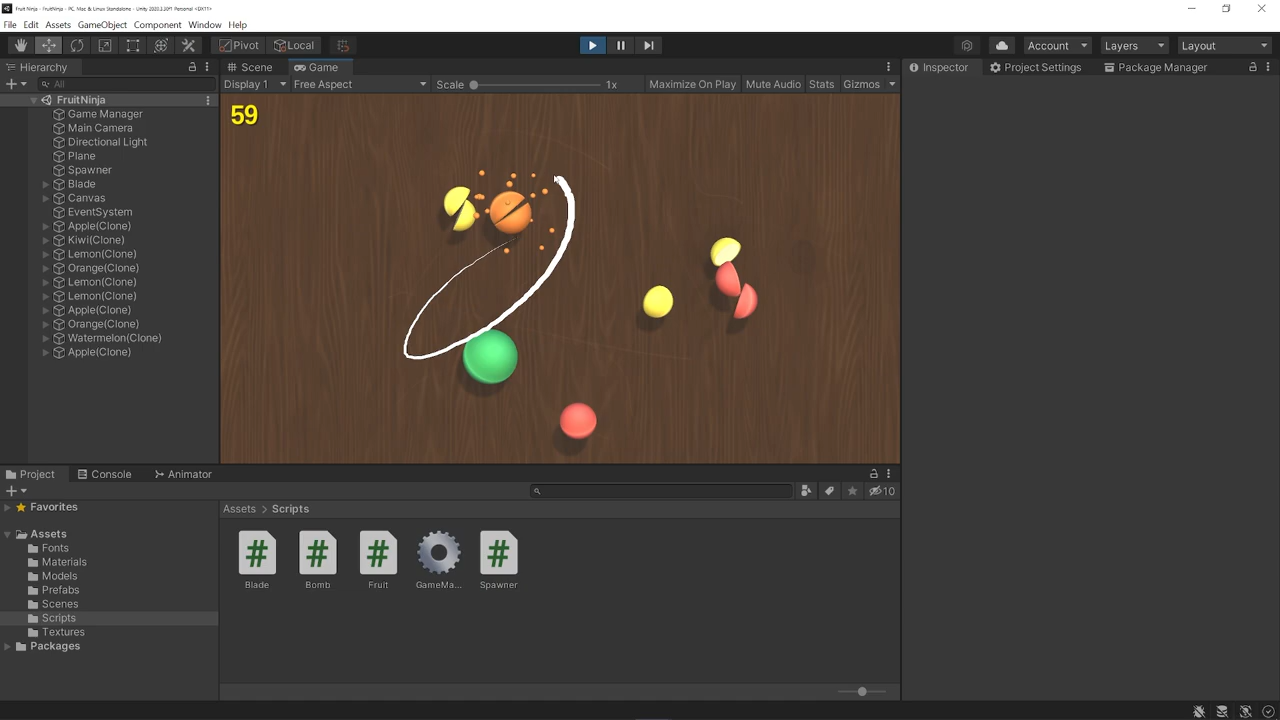 Fruit Ninja - FruitNinja - PC, Mac & Linux Standalone - Unity 2020.3.20f1 Personal <DX11>
File Edit Assets GameObject Component Window Help
Pivot Local Account Layers Layout
Hierarchy Scene Game Inspector Project Settings Package Manager
All Display 1 Free Aspect Scale 1x Maximize On Play Mute Audio Stats Gizmos
FruitNinja
59
Game Manager
Main Camera
Directional Light
Plane
Spawner
Blade
Canvas
EventSystem
Apple(Clone)
Kiwi(Clone)
Lemon(Clone)
Orange(Clone)
Lemon(Clone)
Lemon(Clone)
Apple(Clone)
Orange(Clone)
Watermelon(Clone)
Apple(Clone)
Project Console Animator
10
Favorites
Assets > Scripts
Assets
Fonts
Materials
Models
Prefabs
Scenes
Scripts
Textures
Packages
# # # #
Blade Bomb Fruit GameMa... Spawner